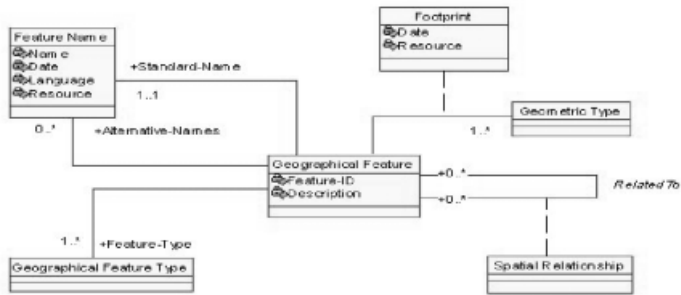 Footprint
Date
Resource
Feature Name
Name
Date
Language
Resource
+Standard-Name
1..1
0..*
+Alternative-Names
Geometric Type
1..*
Geographical Feature
Feature-ID
Description
+0..*
+0..*
Related To
1..*
+Feature-Type
Geographical Feature Type
Spatial Relationship